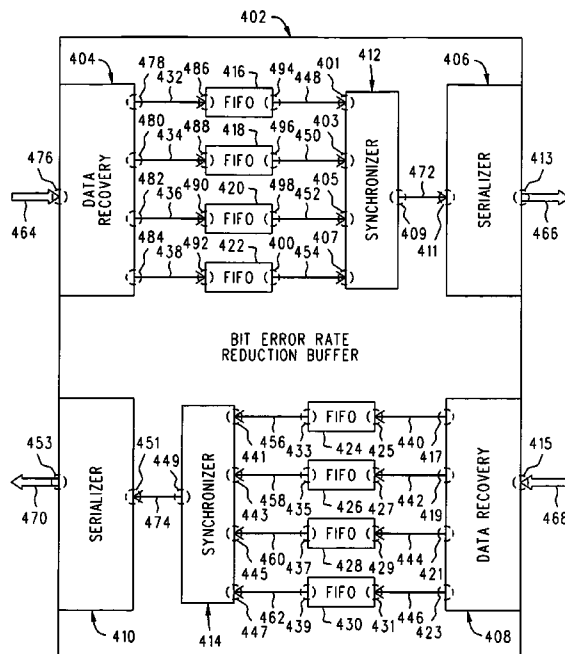 402
404 478 486 416 494 401 412 406
432 448
FIFO
480 488 418 496 403
434 450
FIFO
476 482 490 420 498 405 472 413
436 452
FIFO
464 DATA RECOVERY SYNCHRONIZER 409 411 SERIALIZER 466
484 492 422 400 407
438 454
FIFO
BIT ERROR RATE
REDUCTION BUFFER
FIFO
456 440
441 433 424 425 417
453 451 449 415
FIFO
470 SERIALIZER 474 SYNCHRONIZER 458 442 DATA RECOVERY 468
443 435 426 427 419
FIFO
460 444
445 437 428 429 421
FIFO
462 446
447 439 430 431 423
410 414 408